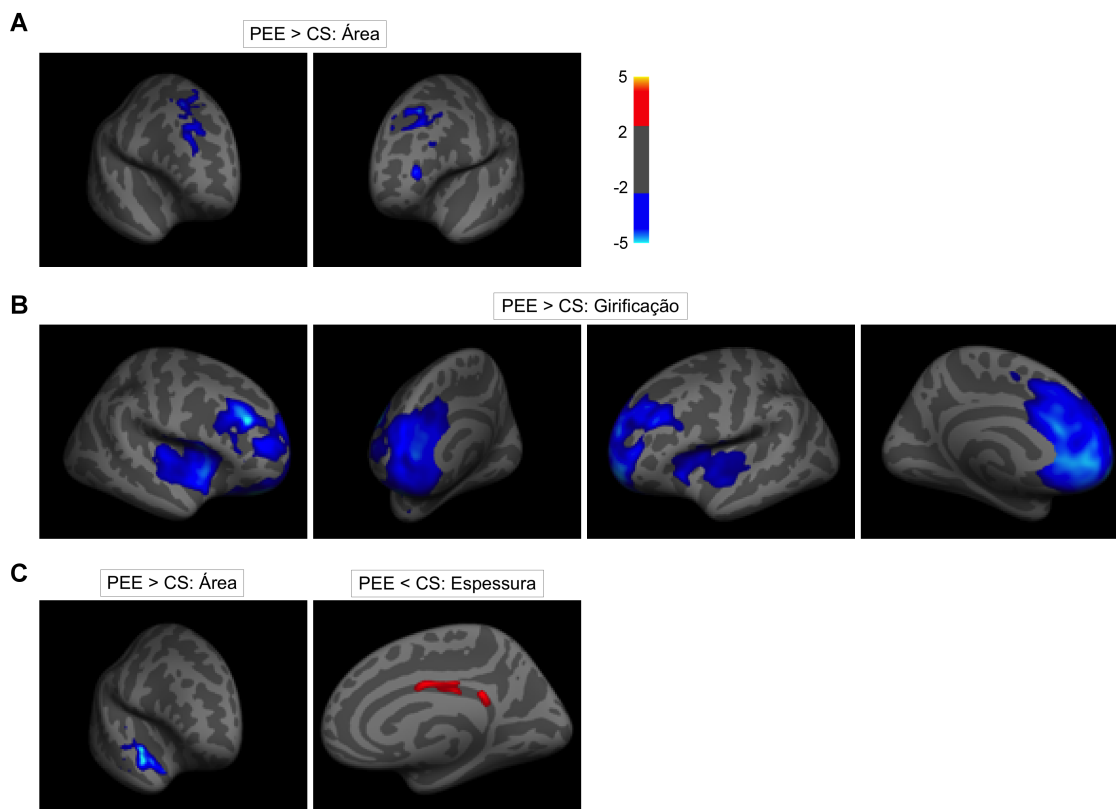 A
PEE > CS: Área
5
2
-2
-5
B
PEE > CS: Girificação
C
PEE > CS: Área
PEE < CS: Espessura